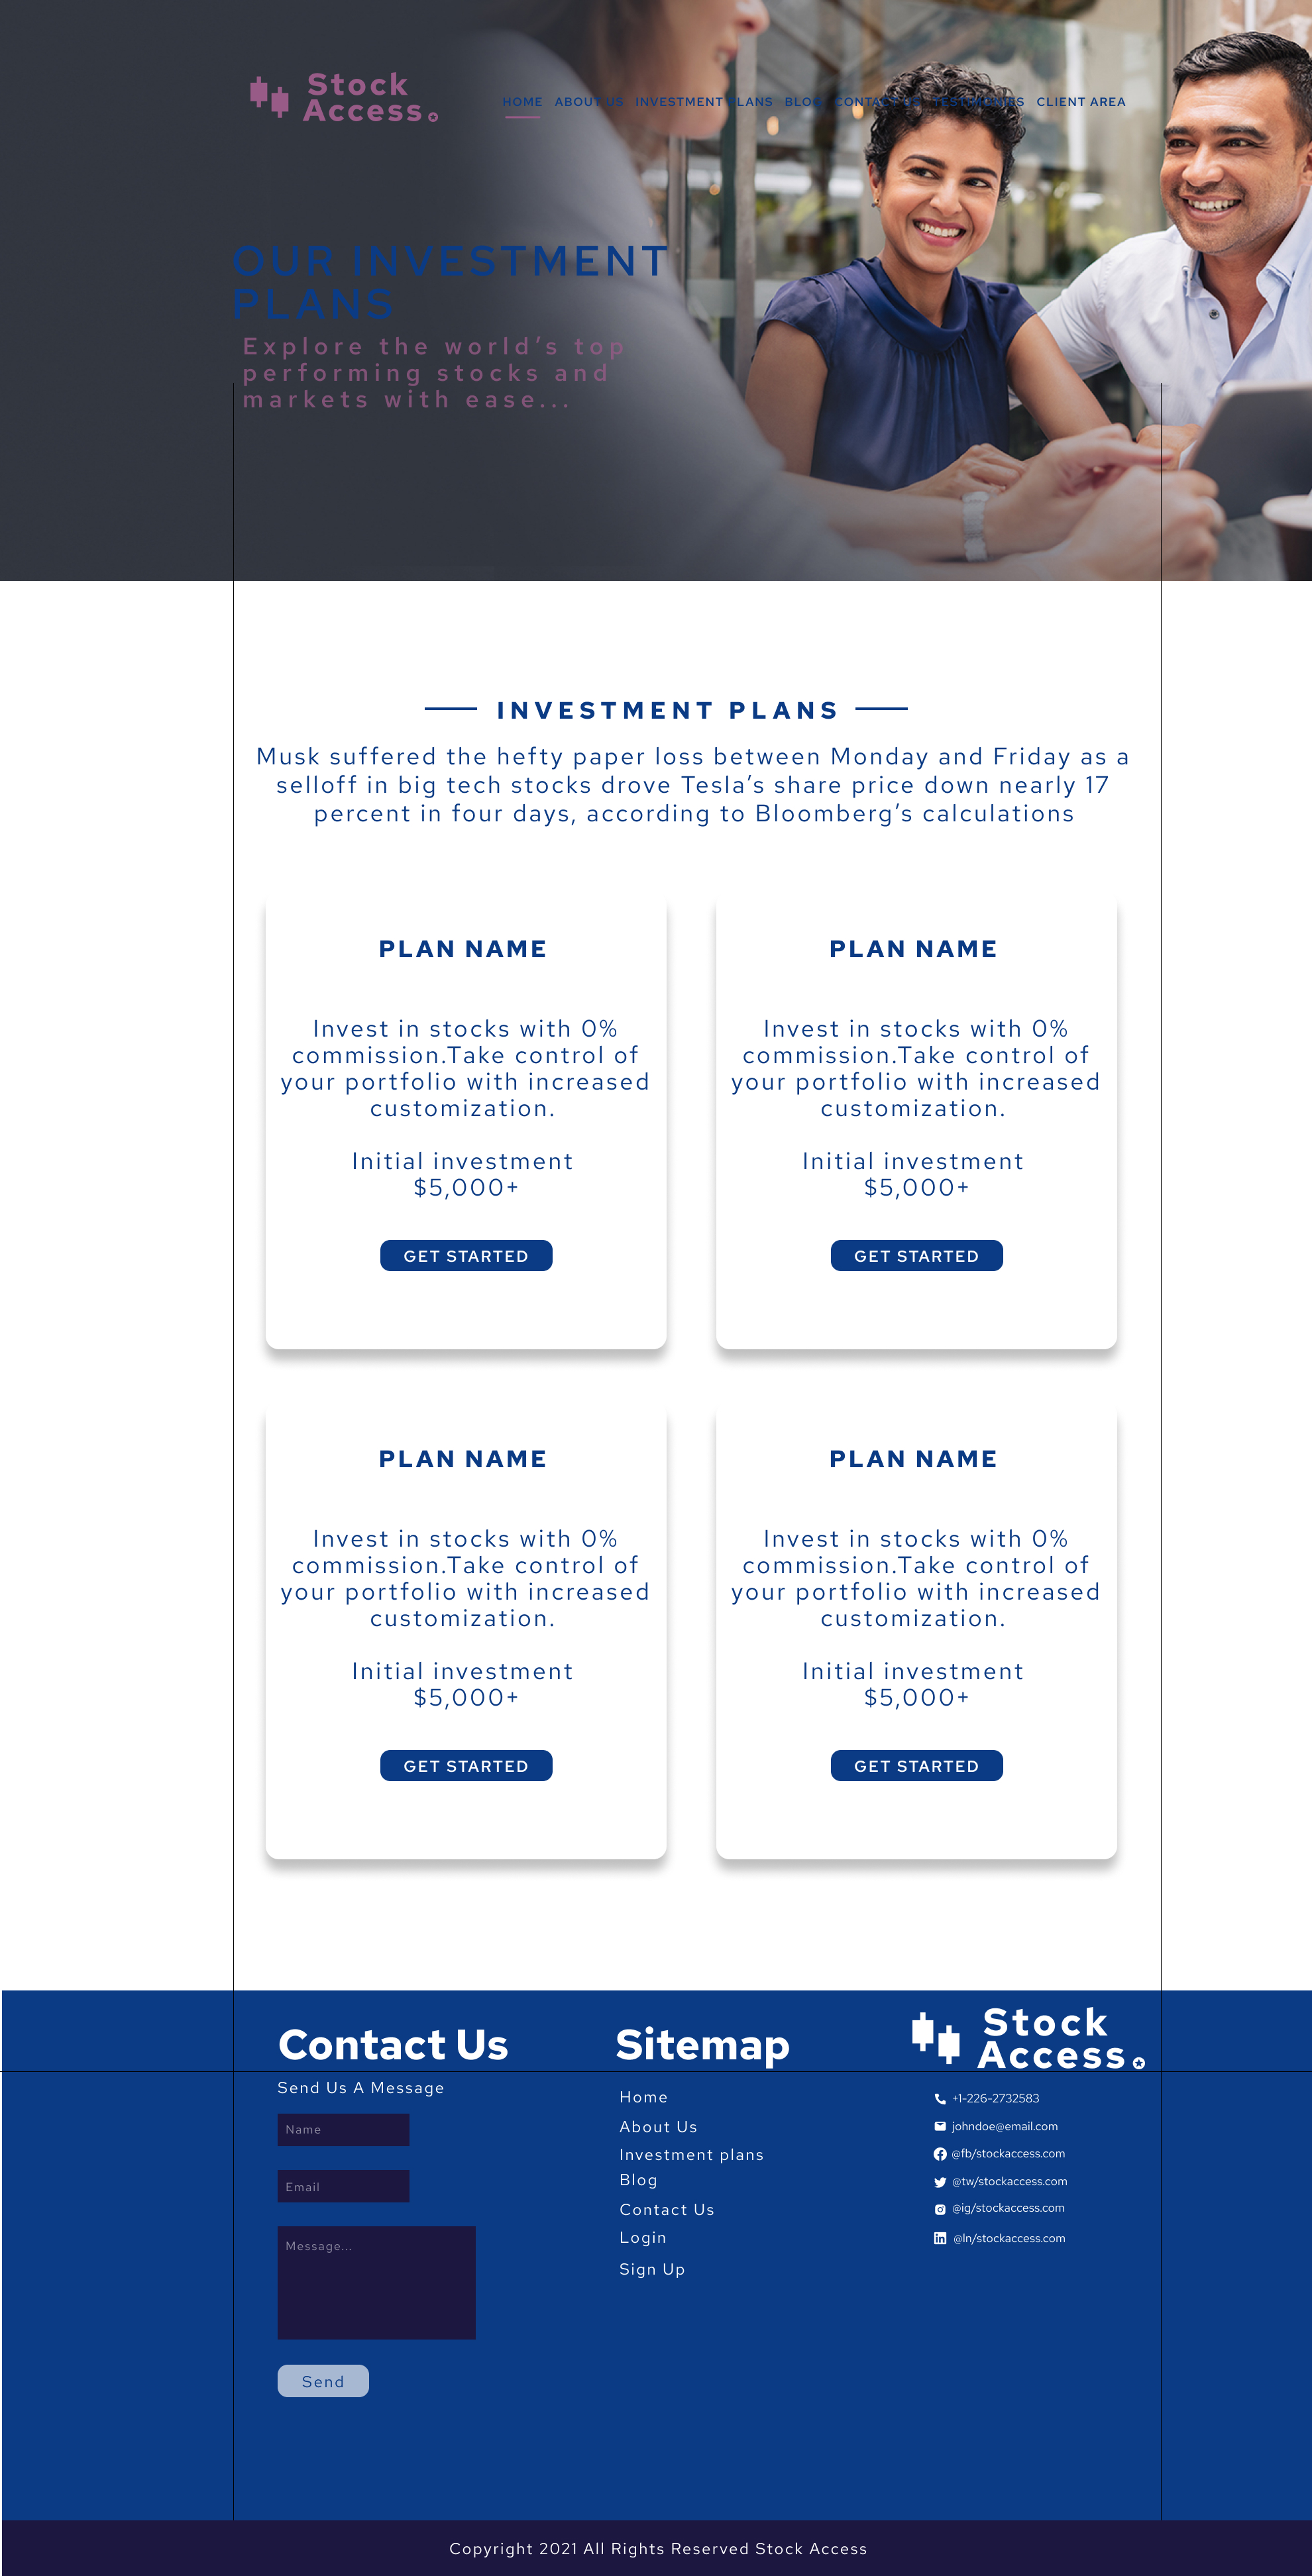 Stock
Access
HOME ABOUT US INVESTMENT PLANS BLOG CONTACT US TESTIMONIES CLIENT AREA
OUR INVESTMENT
PLANS
Explore the world’s top
performing stocks and
markets with ease...
INVESTMENT PLANS
Musk suffered the hefty paper loss between Monday and Friday as a
selloff in big tech stocks drove Tesla’s share price down nearly 17
percent in four days, according to Bloomberg’s calculations
PLAN NAME
Invest in stocks with 0%
commission.Take control of
your portfolio with increased
customization.
Initial investment
$5,000+
GET STARTED
PLAN NAME
Invest in stocks with 0%
commission.Take control of
your portfolio with increased
customization.
Initial investment
$5,000+
GET STARTED
PLAN NAME
Invest in stocks with 0%
commission.Take control of
your portfolio with increased
customization.
Initial investment
$5,000+
GET STARTED
PLAN NAME
Invest in stocks with 0%
commission.Take control of
your portfolio with increased
customization.
Initial investment
$5,000+
GET STARTED
Contact Us
Send Us A Message
Name
Email
Message...
Send
Sitemap
Home
About Us
Investment plans
Blog
Contact Us
Login
Sign Up
Stock
Access
+1-226-2732583
johndoe@email.com
@fb/stockaccess.com
@tw/stockaccess.com
@ig/stockaccess.com
@ln/stockaccess.com
Copyright 2021 All Rights Reserved Stock Access